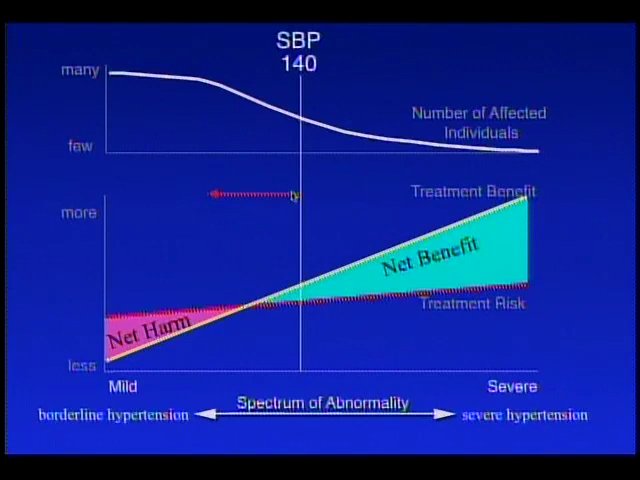 SBP
140
many
Number of Affected
Individuals
few
Treatment Benefit
more
Net Benefit
Treatment Risk
Net Harm
less
Mild
Severe
Spectrum of Abnormality
borderline hypertension
severe hypertension